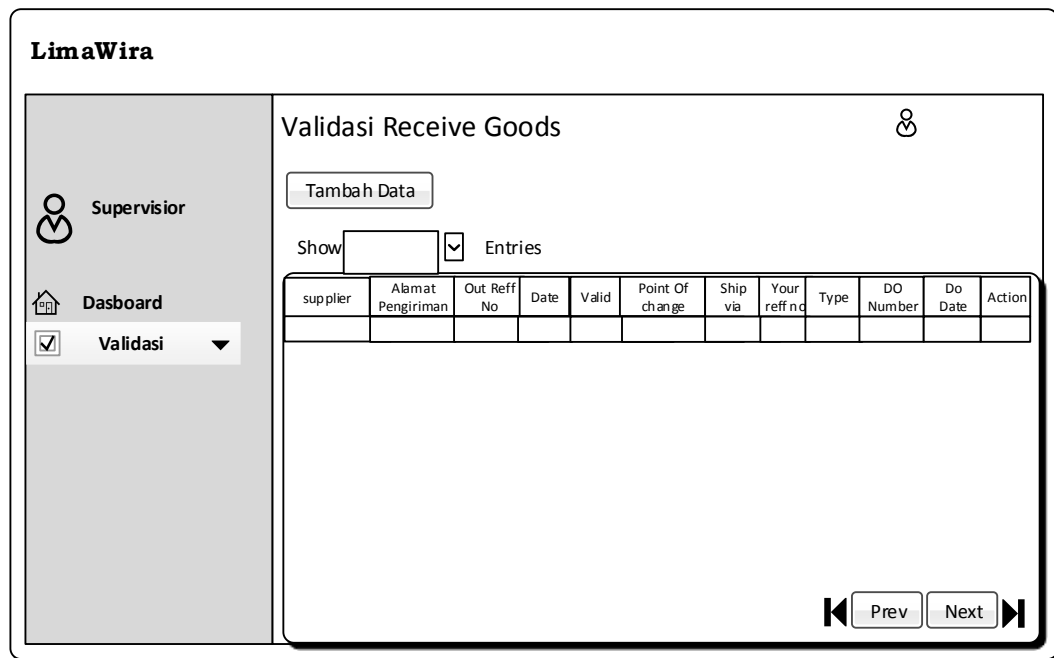 LimaWira
Validasi Receive Goods
Supervisior
Tambah Data
Show Entries
Dasboard
Validasi
supplier
Alamat
Pengiriman
Out Reff
No
Date
Valid
Point Of
change
Ship
via
Your
reff no
Type
DO
Number
Do
Date
Action
Prev
Next